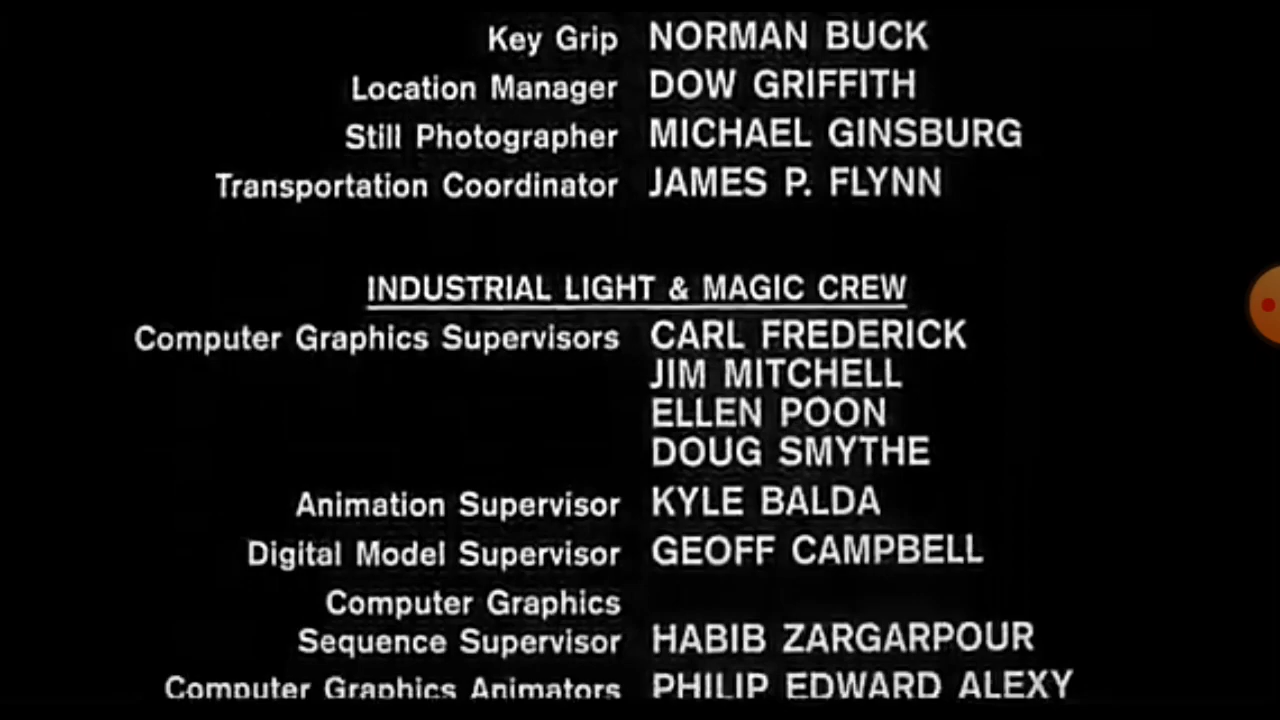 Key Grip NORMAN BUCK
Location Manager DOW GRIFFITH
Still Photographer MICHAEL GINSBURG
Transportation Coordinator JAMES P. FLYNN
INDUSTRIAL LIGHT & MAGIC CREW
Computer Graphics Supervisors CARL FREDERICK
JIM MITCHELL
ELLEN POON
DOUG SMYTHE
Animation Supervisor KYLE BALDA
Digital Model Supervisor GEOFF CAMPBELL
Computer Graphics
Sequence Supervisor HABIB ZARGARPOUR
Computer Graphics Animators PHILIP EDWARD ALEXY